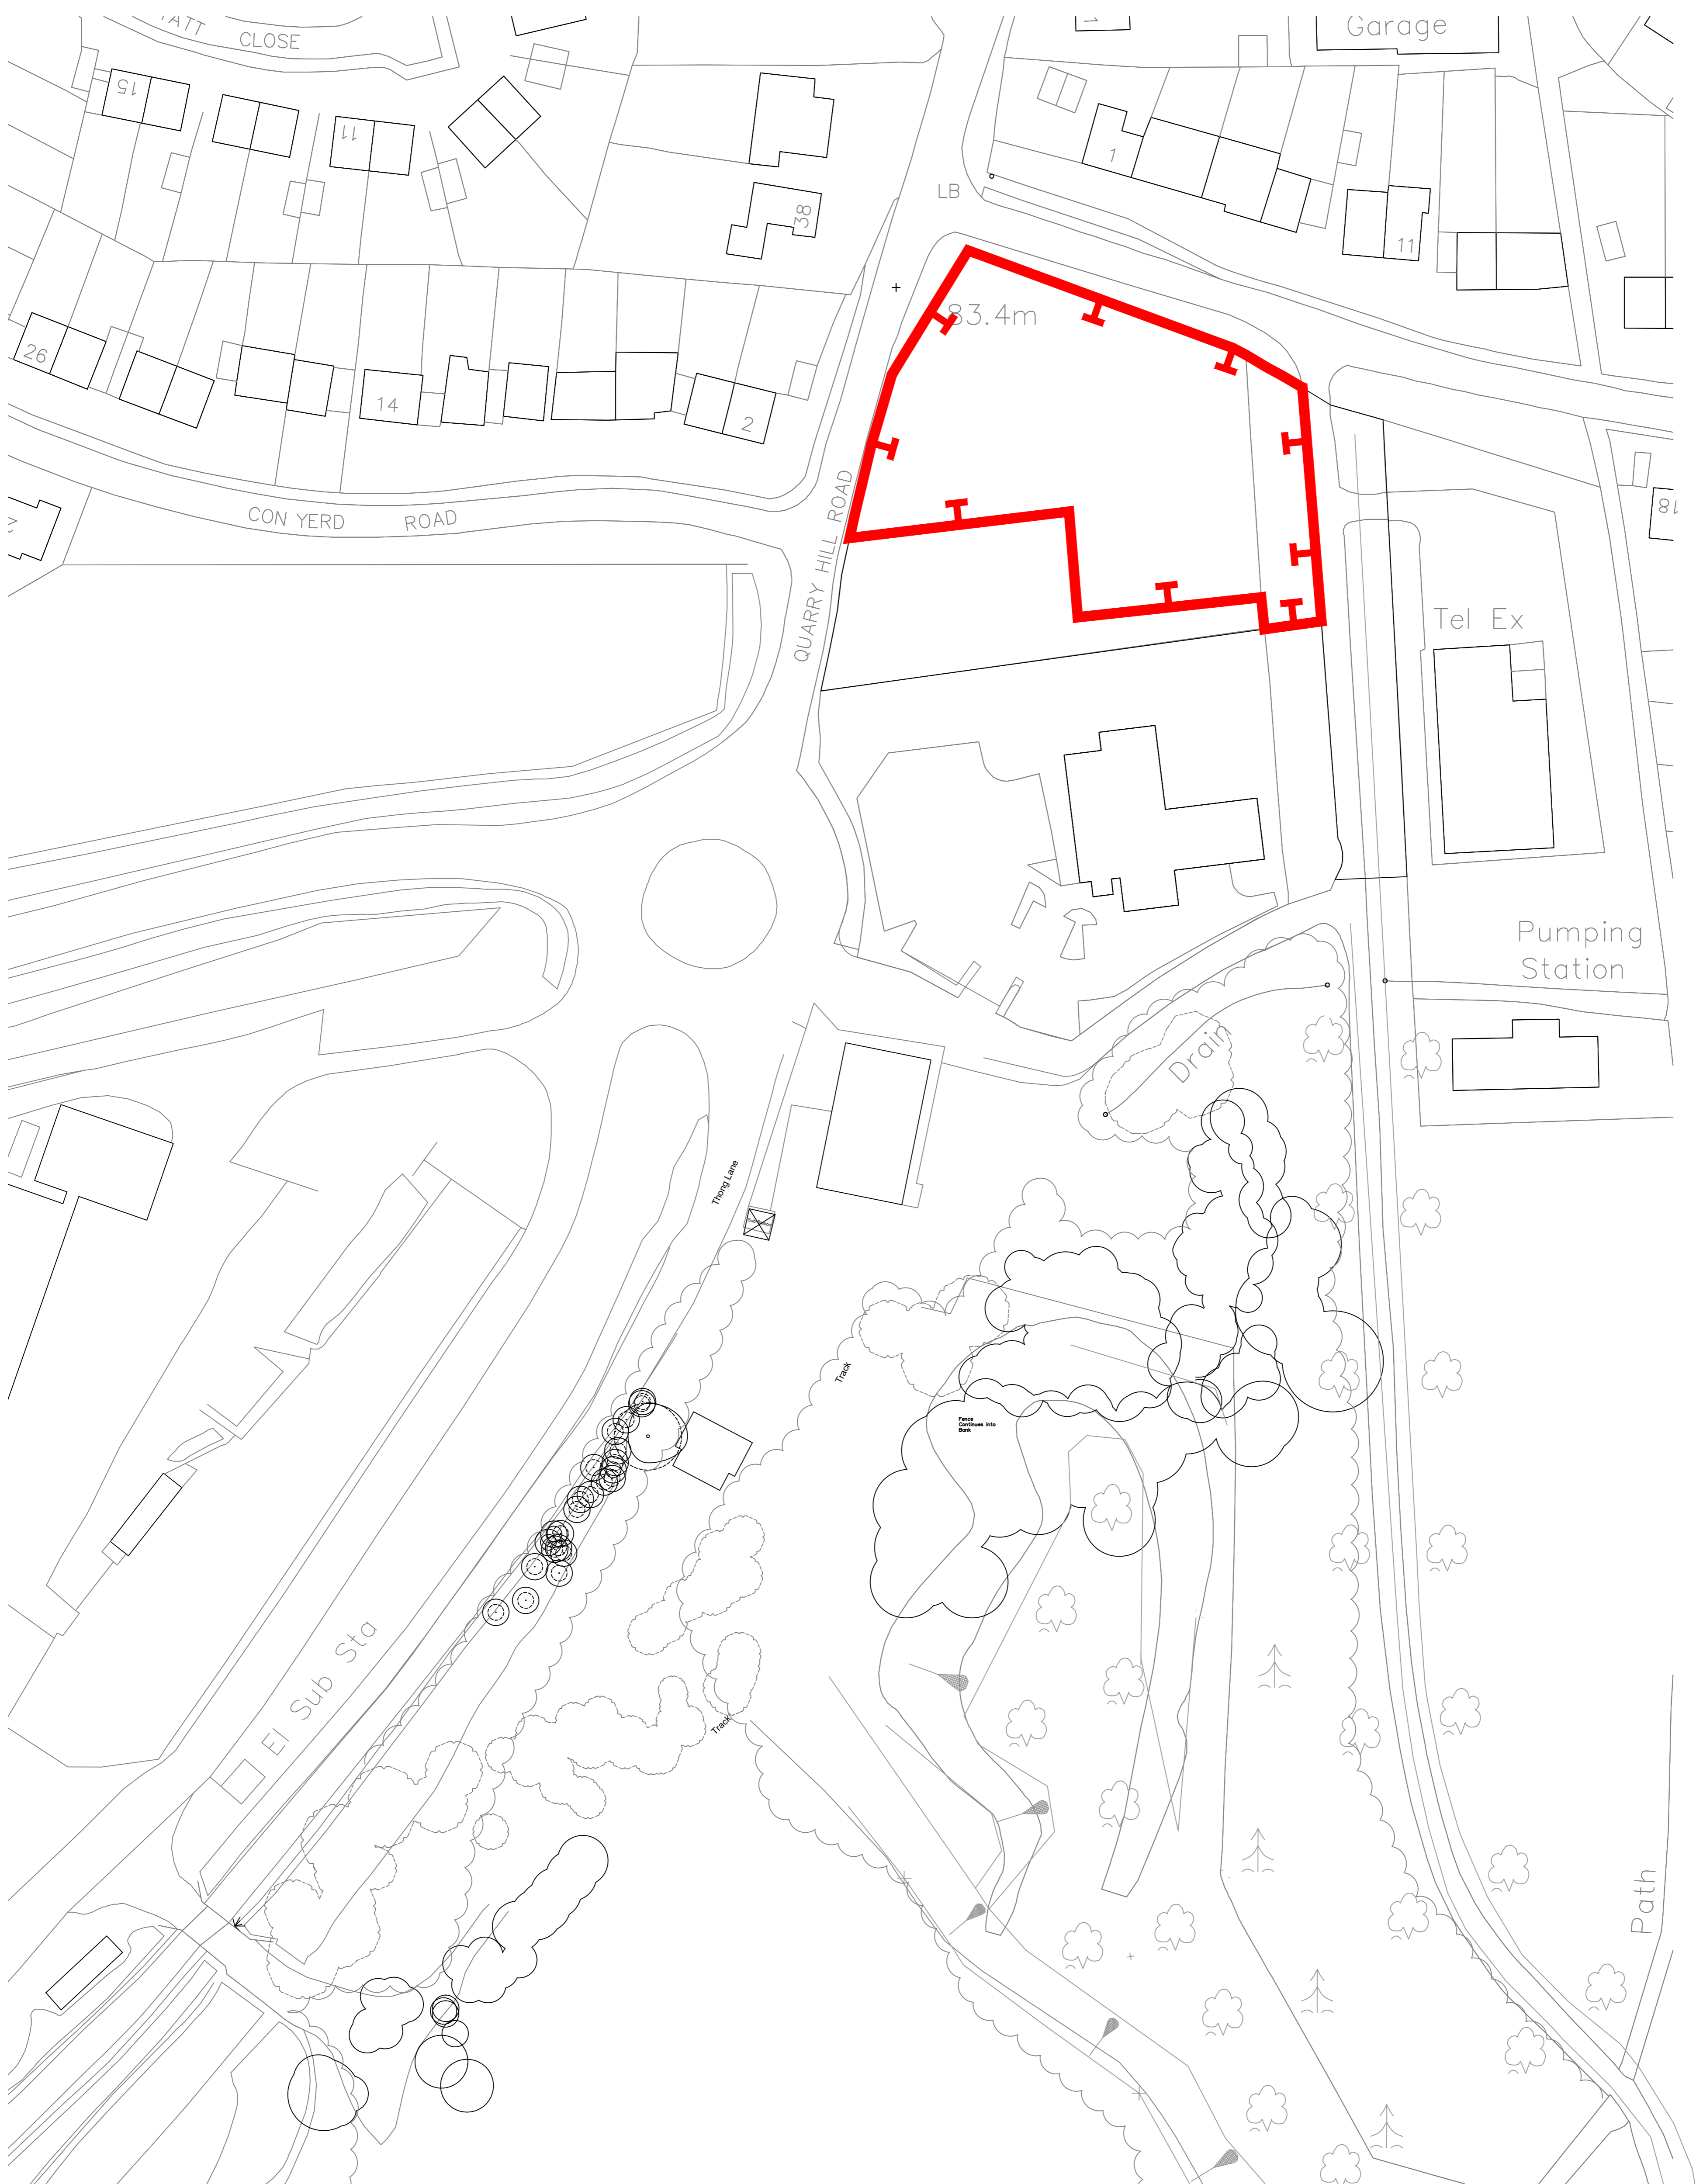 CLOSE
Garage
15
11
1
LB
38
11
83.4m
26
14
2
18
CON YERD ROAD
QUARRY HILL ROAD
Tel Ex
Pumping
Station
Drain
Thong Lane
Track
Fence
Continues Into
Bank
El Sub Sta
Track
Path